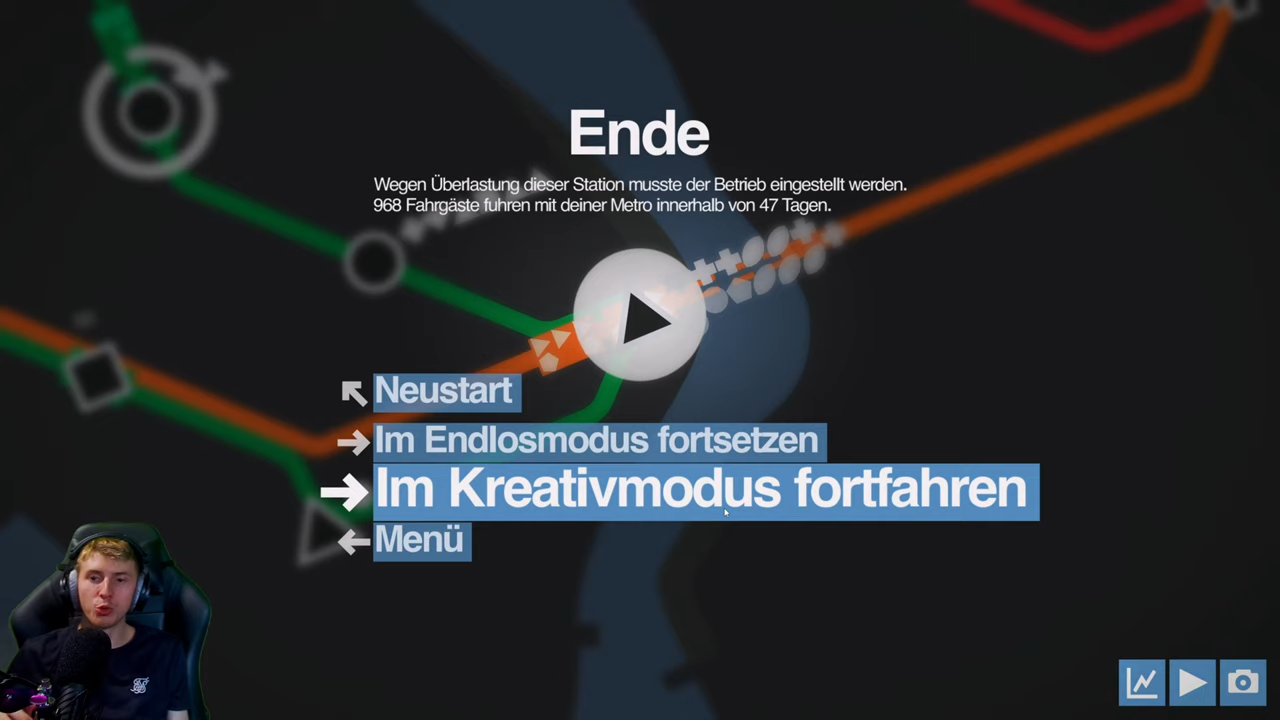 Ende
Wegen Überlastung dieser Station musste der Betrieb eingestellt werden.
968 Fahrgäste fuhren mit deiner Metro innerhalb von 47 Tagen.
Neustart
Im Endlosmodus fortsetzen
Im Kreativmodus fortfahren
Menü